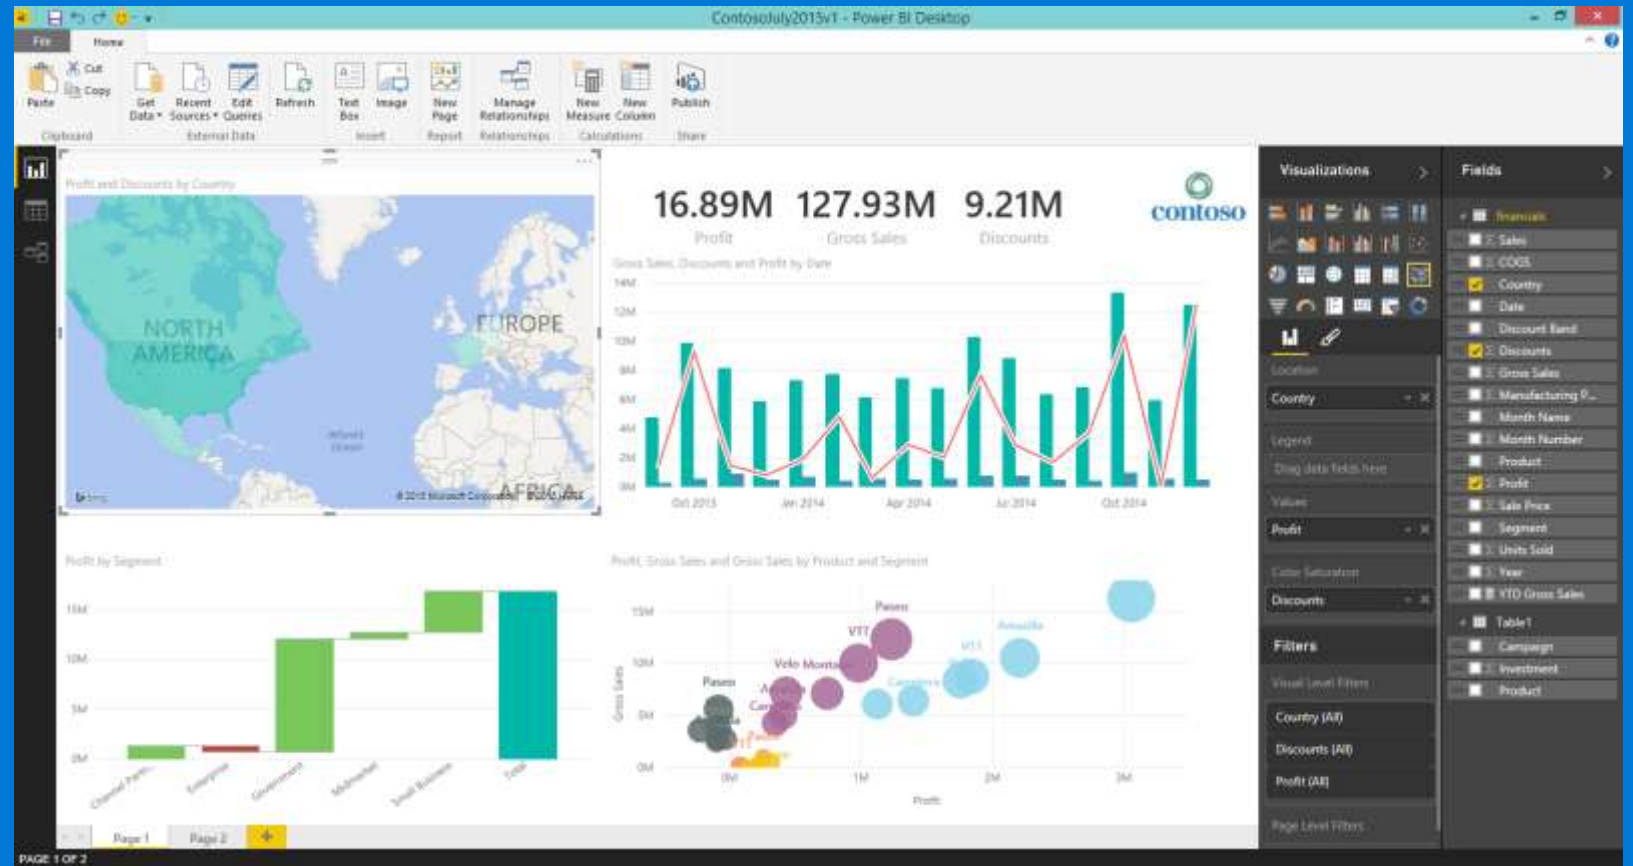 ContosoJuly2015v1 - Power BI Desktop
File Home
Paste
Cut
Copy
Get Data
Recent Sources
Edit Queries
Refresh
Text Box
Image
New Page
Manage Relationships
New Measure
New Column
Publish
Clipboard
External Data
Insert
Report
Relationships
Calculations
Share
Profit and Discounts by Country
NORTH AMERICA
EUROPE
AFRICA
Atlantic Ocean
bing
16.89M 127.93M 9.21M
Profit Gross Sales Discounts
contoso
Gross Sales, Discounts and Profit by Date
14M
12M
10M
8M
6M
4M
2M
0M
Oct 2013 Jan 2014 Apr 2014 Jul 2014 Oct 2014
Profit by Segment
15M
10M
5M
0M
Channel Partn...
Enterprise
Government
Midmarket
Small Business
Total
Profit, Gross Sales and Gross Sales by Product and Segment
Gross Sales
15M
10M
5M
0M
Paseo
VTT
Velo
Montana
Paseo
Amarilla
VTT
Carretera
0M 1M 2M 3M
Profit
Visualizations
Location
Country
Legend
Drag data fields here
Values
Profit
Color Saturation
Discounts
Filters
Visual Level Filters
Country (All)
Discounts (All)
Profit (All)
Page Level Filters
Fields
financials
Sales
COGS
Country
Date
Discount Band
Discounts
Gross Sales
Manufacturing P...
Month Name
Month Number
Product
Profit
Sale Price
Segment
Units Sold
Year
YTD Gross Sales
Table1
Campaign
Investment
Product
Page 1 Page 2
PAGE 1 OF 2